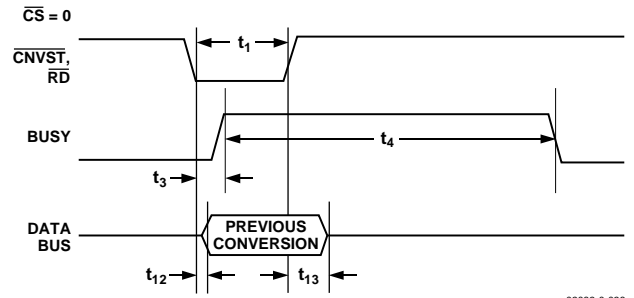 CS = 0
t1
CNVST,
RD
BUSY
t4
t3
DATA
BUS
PREVIOUS
CONVERSION
t12
t13